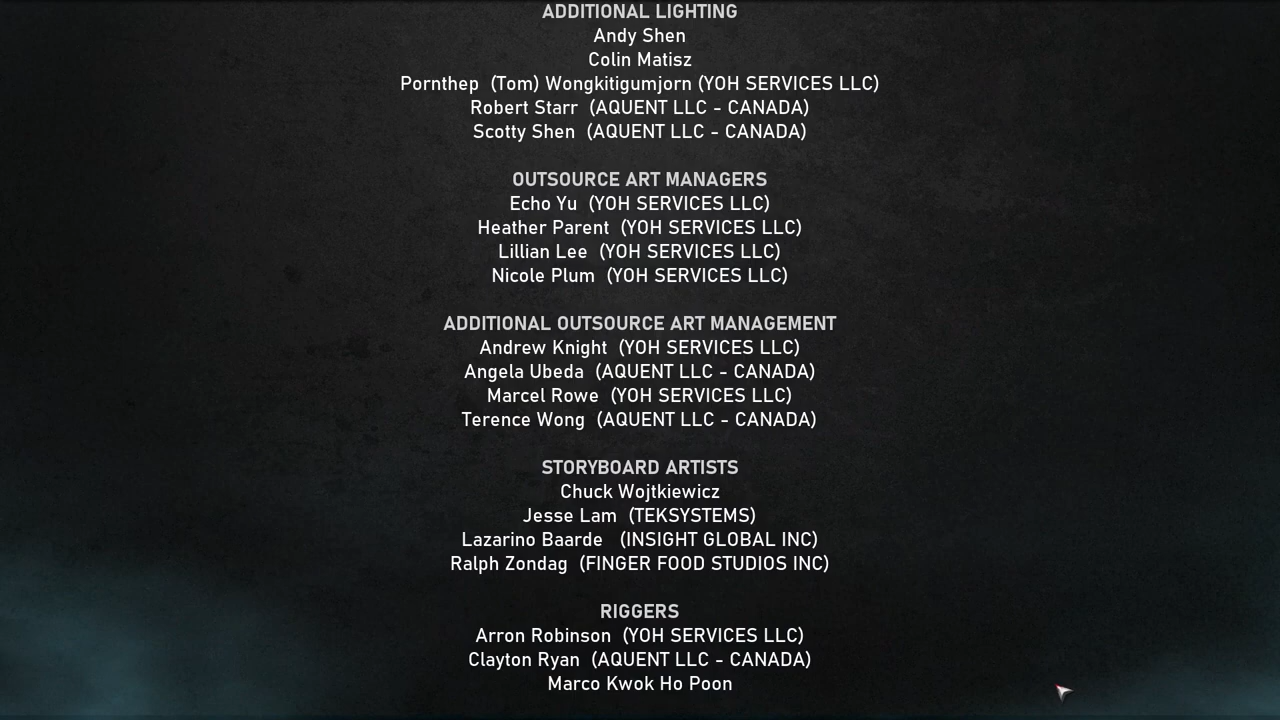 ADDITIONAL LIGHTING
Andy Shen
Colin Matisz
Pornthep (Tom) Wongkitigumjorn (YOH SERVICES LLC)
Robert Starr (AQUENT LLC - CANADA)
Scotty Shen (AQUENT LLC - CANADA)
OUTSOURCE ART MANAGERS
Echo Yu (YOH SERVICES LLC)
Heather Parent (YOH SERVICES LLC)
Lillian Lee (YOH SERVICES LLC)
Nicole Plum (YOH SERVICES LLC)
ADDITIONAL OUTSOURCE ART MANAGEMENT
Andrew Knight (YOH SERVICES LLC)
Angela Ubeda (AQUENT LLC - CANADA)
Marcel Rowe (YOH SERVICES LLC)
Terence Wong (AQUENT LLC - CANADA)
STORYBOARD ARTISTS
Chuck Wojtkiewicz
Jesse Lam (TEKSYSTEMS)
Lazarino Baarde (INSIGHT GLOBAL INC)
Ralph Zondag (FINGER FOOD STUDIOS INC)
RIGGERS
Arron Robinson (YOH SERVICES LLC)
Clayton Ryan (AQUENT LLC - CANADA)
Marco Kwok Ho Poon